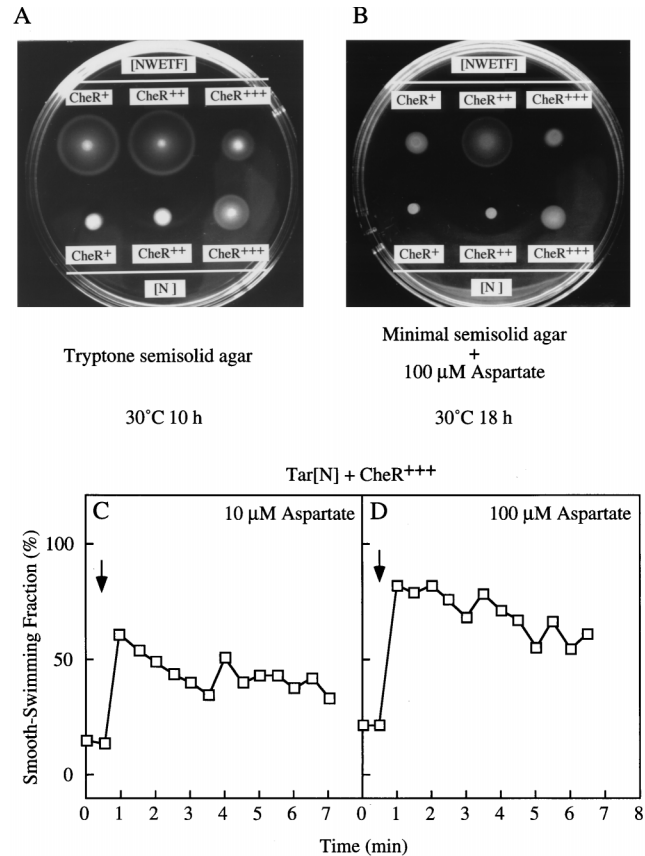 A
B
[NWETF]
CheR+
CheR++
CheR+++
CheR+
CheR++
CheR+++
[N ]
[NWETF]
CheR+
CheR++
CheR+++
CheR+
CheR++
CheR+++
[N ]
Tryptone semisolid agar
30˚C 10 h
Minimal semisolid agar
+
100 μM Aspartate
30˚C 18 h
Tar[N] + CheR+++
C
10 μM Aspartate
D
100 μM Aspartate
Smooth-Swimming Fraction (%)
100
50
0
0 1 2 3 4 5 6 7 0 1 2 3 4 5 6 7 8
Time (min)